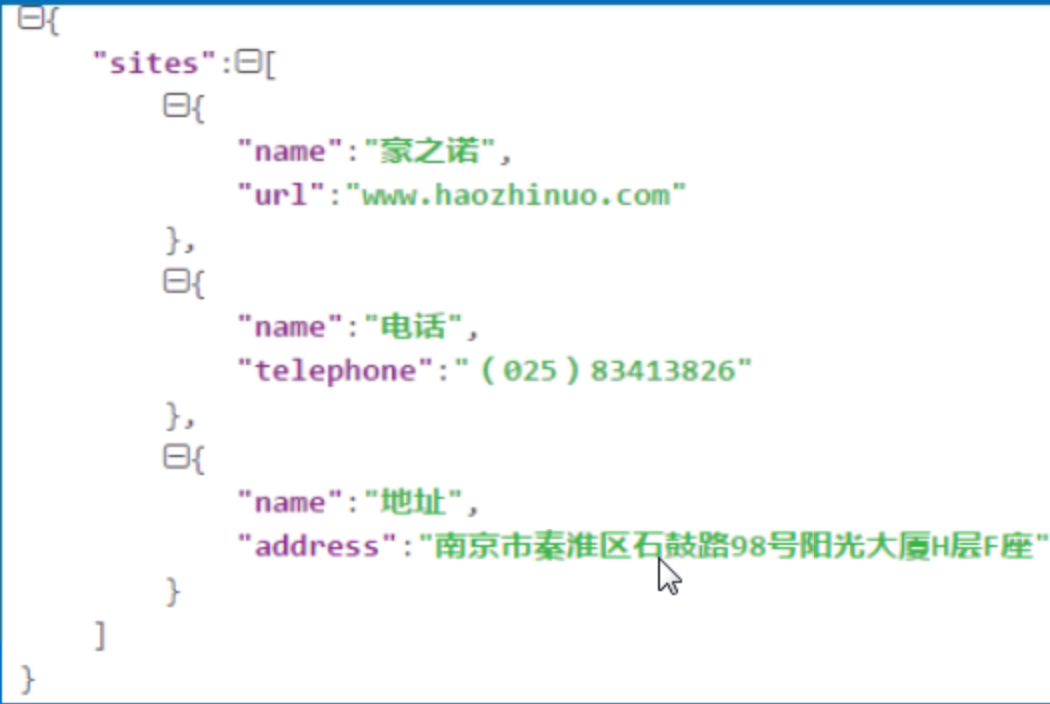 {
"sites":[
{
"name":"豪之诺",
"url":"www.haozhinuo.com"
},
{
"name":"电话",
"telephone":"（025）83413826"
},
{
"name":"地址",
"address":"南京市秦淮区石鼓路98号阳光大厦H层F座"
}
]
}